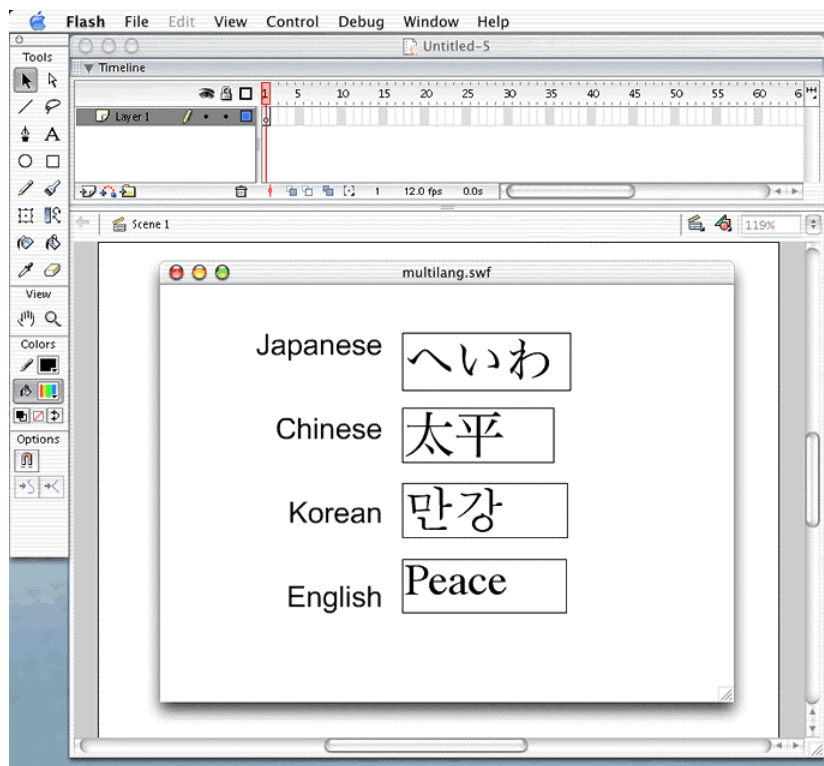 Flash File Edit View Control Debug Window Help
Tools
Untitled-5
Timeline
1 5 10 15 20 25 30 35 40 45 50 55 60 6
Layer 1
1 12.0 fps 0.0s
Scene 1
119%
View
Colors
Options
multilang.swf
Japanese へいわ
Chinese 太平
Korean 만강
English Peace